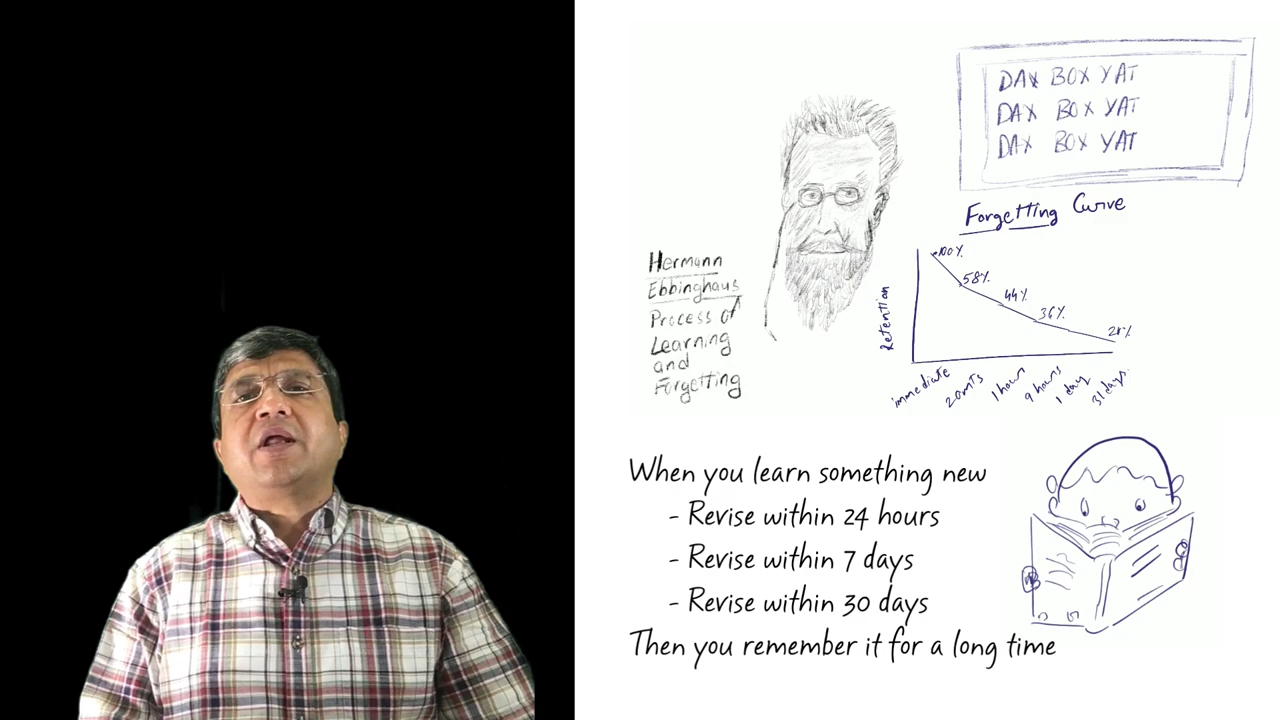 DAX BOX YAT
DAX BOX YAT
DAX BOX YAT
Forgetting Curve
Hermann
Ebbinghaus
Process of
Learning
and
Forgetting
Retention
100%
58%
44%
36%
21%
immediate
20mts
1 hour
9 hours
1 day
31 days
When you learn something new
- Revise within 24 hours
- Revise within 7 days
- Revise within 30 days
Then you remember it for a long time